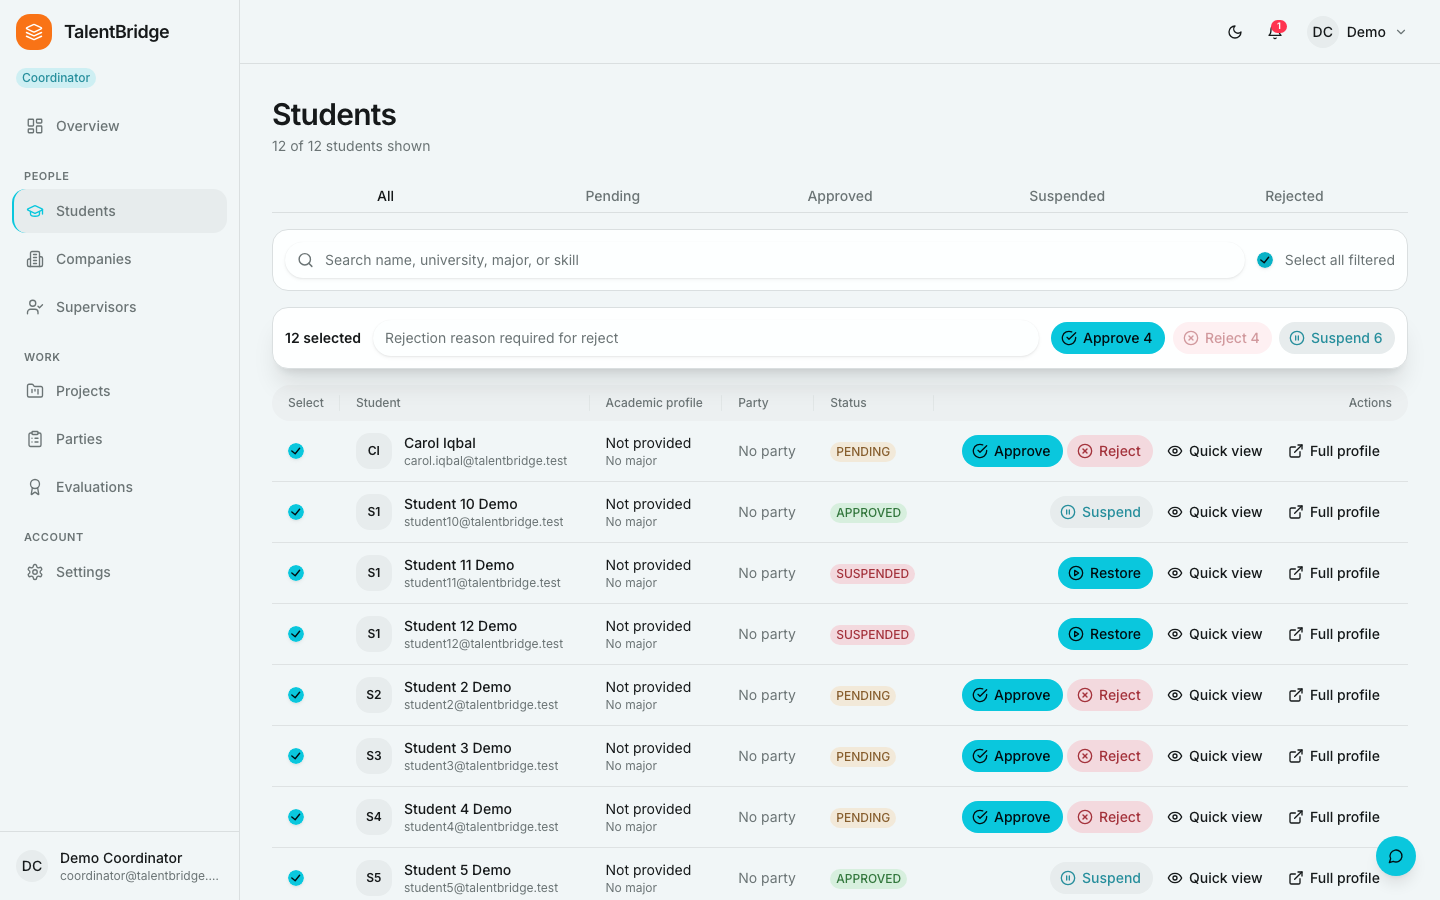 TalentBridge
Coordinator
Overview
PEOPLE
Students
Companies
Supervisors
WORK
Projects
Parties
Evaluations
ACCOUNT
Settings
DC
Demo Coordinator
coordinator@talentbridge....
1
DC Demo
Students
12 of 12 students shown
All Pending Approved Suspended Rejected
Search name, university, major, or skill Select all filtered
12 selected Rejection reason required for reject Approve 4 Reject 4 Suspend 6
Select Student Academic profile Party Status Actions
CI Carol Iqbal Not provided No party PENDING Approve Reject Quick view Full profile
carol.iqbal@talentbridge.test No major
S1 Student 10 Demo Not provided No party APPROVED Suspend Quick view Full profile
student10@talentbridge.test No major
S1 Student 11 Demo Not provided No party SUSPENDED Restore Quick view Full profile
student11@talentbridge.test No major
S1 Student 12 Demo Not provided No party SUSPENDED Restore Quick view Full profile
student12@talentbridge.test No major
S2 Student 2 Demo Not provided No party PENDING Approve Reject Quick view Full profile
student2@talentbridge.test No major
S3 Student 3 Demo Not provided No party PENDING Approve Reject Quick view Full profile
student3@talentbridge.test No major
S4 Student 4 Demo Not provided No party PENDING Approve Reject Quick view Full profile
student4@talentbridge.test No major
S5 Student 5 Demo Not provided No party APPROVED Suspend Quick view Full profile
student5@talentbridge.test No major